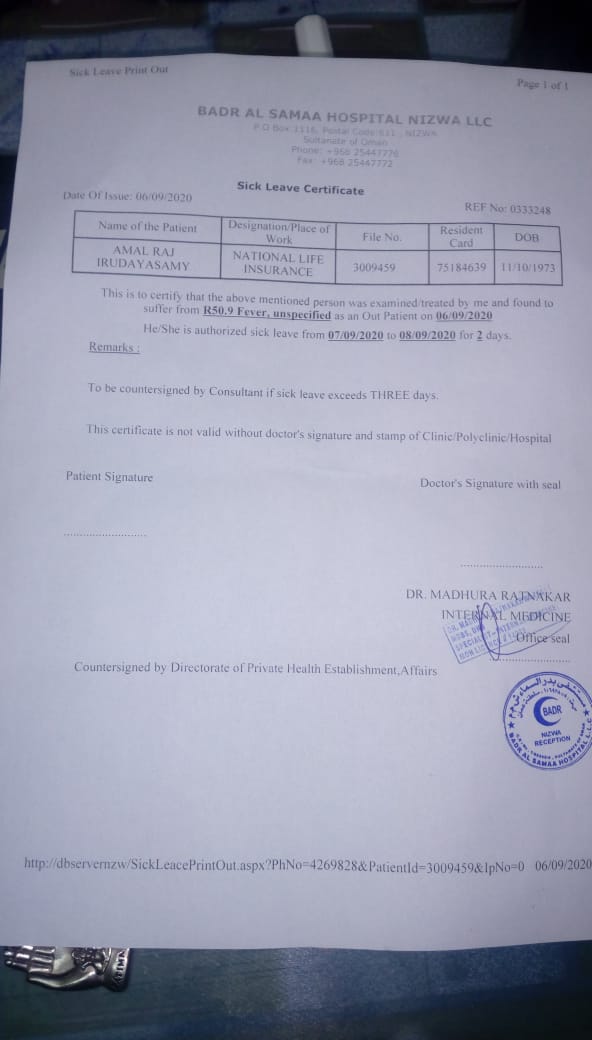 Sick Leave Print Out
Page 1 of 1
BADR AL SAMAA HOSPITAL NIZWA LLC
P.O Box:1116, Postal Code:611 , NIZWA
Sultanate of Oman
Phone: +968 25447776
Fax: +968 25447772
Sick Leave Certificate
Date Of Issue: 06/09/2020
REF No: 0333248
Name of the Patient Designation/Place of Work File No. Resident Card DOB
AMAL RAJ IRUDAYASAMY NATIONAL LIFE INSURANCE 3009459 75184639 11/10/1973
This is to certify that the above mentioned person was examined/treated by me and found to
suffer from R50.9 Fever, unspecified as an Out Patient on 06/09/2020
He/She is authorized sick leave from 07/09/2020 to 08/09/2020 for 2 days.
Remarks :
To be countersigned by Consultant if sick leave exceeds THREE days.
This certificate is not valid without doctor's signature and stamp of Clinic/Polyclinic/Hospital
Patient Signature
Doctor's Signature with seal
DR. MADHURA RATNAKAR
INTERNAL MEDICINE
Office seal
Countersigned by Directorate of Private Health Establishment,Affairs
مستشفى بدر السماء ش م م
BADR
NIZWA
RECEPTION
BADR AL SAMAA HOSPITAL L.L.C
http://dbservernzw/SickLeacePrintOut.aspx?PhNo=4269828&PatientId=3009459&IpNo=0 06/09/2020